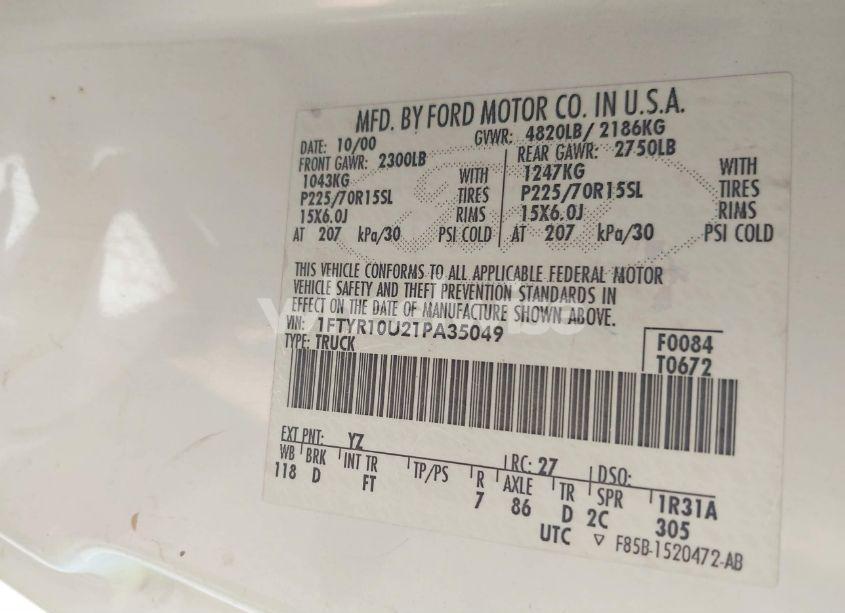 MFD. BY FORD MOTOR CO. IN U.S.A.
DATE: 10/00 GVWR: 4820LB/ 2186KG
FRONT GAWR: 2300LB REAR GAWR: 2750LB
1043KG WITH 1247KG WITH
P225/70R15SL TIRES P225/70R15SL TIRES
15X6.0J RIMS 15X6.0J RIMS
AT 207 kPa/30 PSI COLD AT 207 kPa/30 PSI COLD
THIS VEHICLE CONFORMS TO ALL APPLICABLE FEDERAL MOTOR
VEHICLE SAFETY AND THEFT PREVENTION STANDARDS IN
EFFECT ON THE DATE OF MANUFACTURE SHOWN ABOVE.
VIN: 1FTYR10U21PA35049
TYPE: TRUCK
F0084
T0672
EXT PNT: YZ RC: 27 DSO:
WB BRK INT TR TP/PS R AXLE TR SPR 1R31A
118 D FT 7 86 D 2C 305
UTC ▽ F85B-1520472-AB